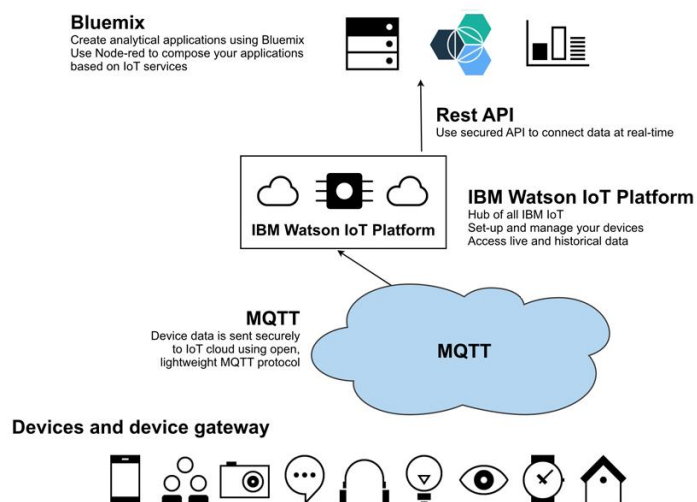 Bluemix
Create analytical applications using Bluemix
Use Node-red to compose your applications
based on IoT services
Rest API
Use secured API to connect data at real-time
IBM Watson IoT Platform
IBM Watson IoT Platform
Hub of all IBM IoT
Set-up and manage your devices
Access live and historical data
MQTT
Device data is sent securely
to IoT cloud using open,
lightweight MQTT protocol
MQTT
Devices and device gateway